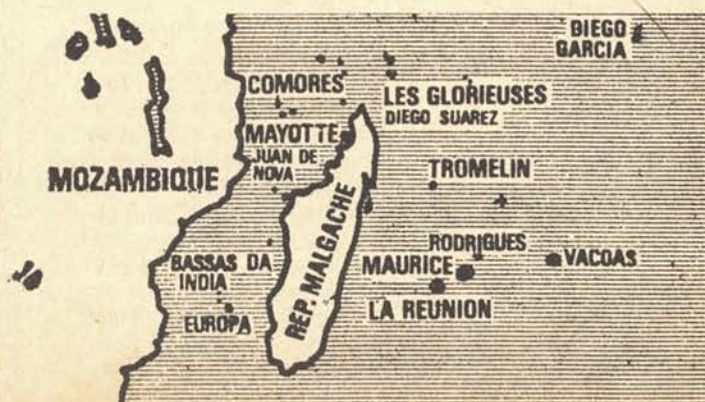 DIEGO
GARCIA
COMORES
LES GLORIEUSES
DIEGO SUAREZ
MAYOTTE
JUAN DE
NOVA
MOZAMBIQUE
TROMELIN
REP. MALGACHE
RODRIGUES
BASSAS DA
INDIA
MAURICE
VACOAS
EUROPA
LA REUNION